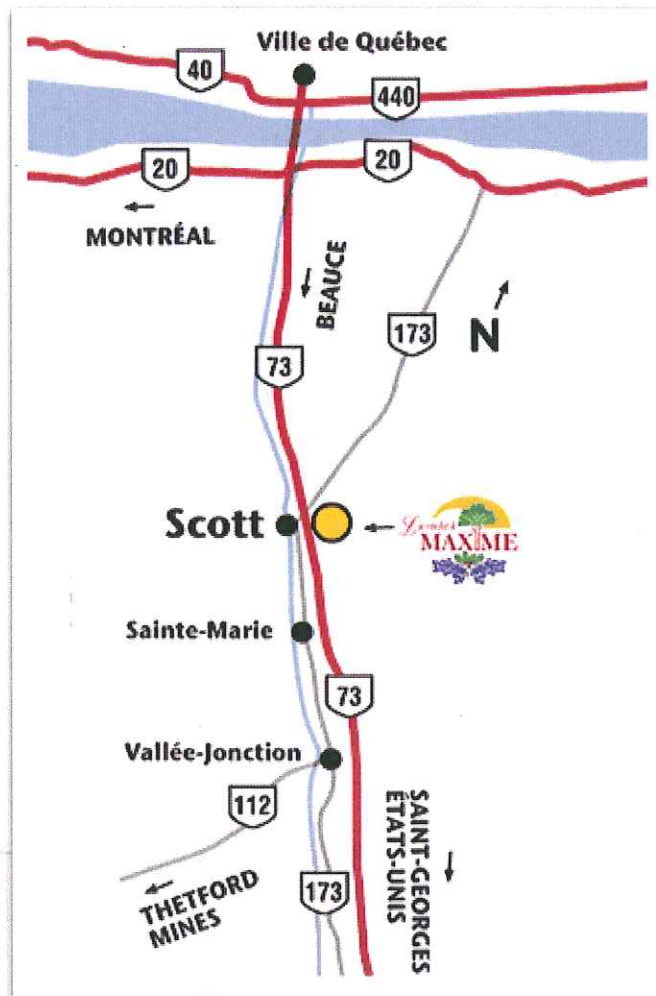 Ville de Québec
40
440
20
20
MONTRÉAL
BEAUCE
173
N
73
Scott
MAXIME
Sainte-Marie
73
Vallée-Jonction
112
SAINT-GEORGES
ÉTATS-UNIS
THETFORD
MINES
173